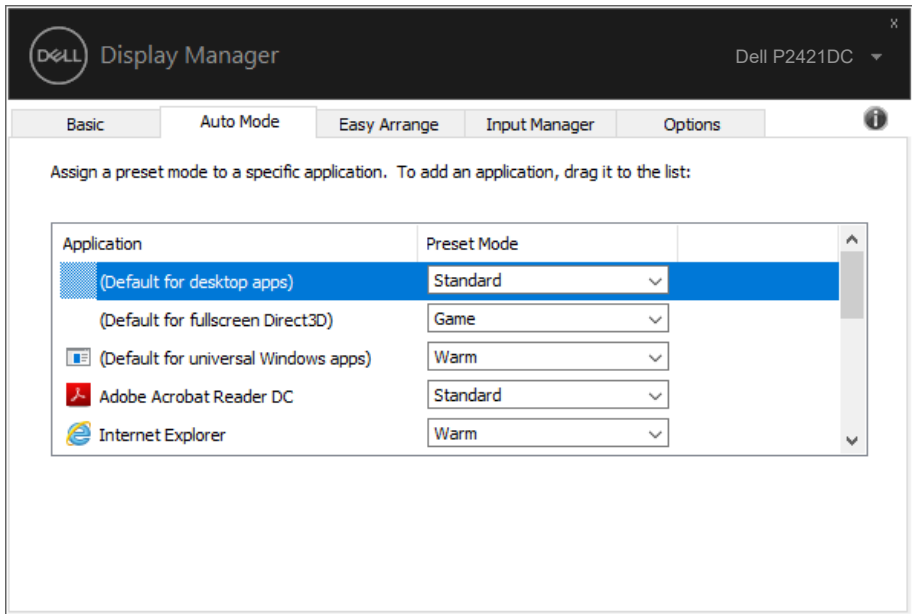 x
DELL Display Manager
Dell P2421DC
Basic Auto Mode Easy Arrange Input Manager Options i
Assign a preset mode to a specific application. To add an application, drag it to the list:
Application Preset Mode
(Default for desktop apps) Standard
(Default for fullscreen Direct3D) Game
(Default for universal Windows apps) Warm
Adobe Acrobat Reader DC Standard
Internet Explorer Warm